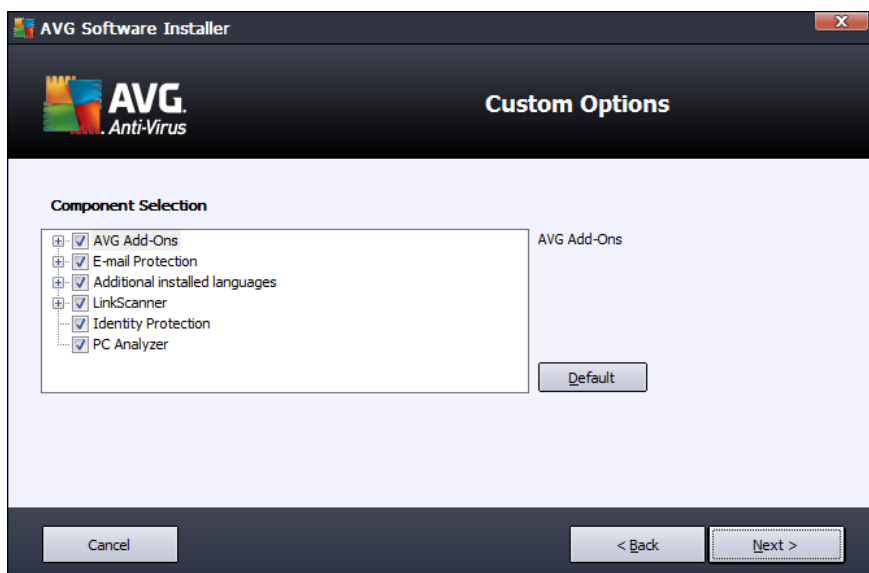 AVG Software Installer
X
AVG.
Anti-Virus
Custom Options
Component Selection
AVG Add-Ons
E-mail Protection
Additional installed languages
LinkScanner
Identity Protection
PC Analyzer
AVG Add-Ons
Default
Cancel
< Back
Next >